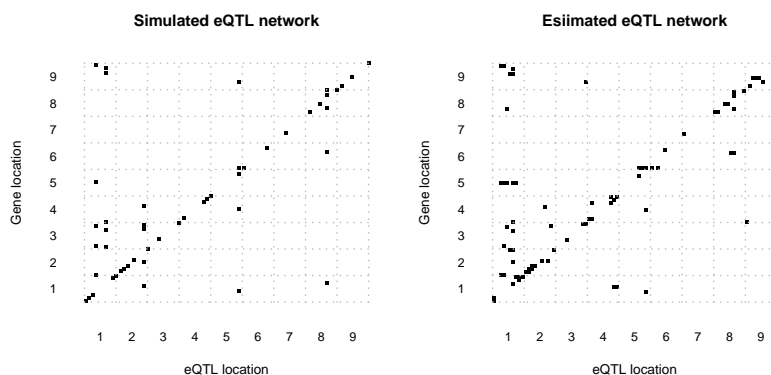 Simulated eQTL network
Gene location
9
8
7
6
5
4
3
2
1
1 2 3 4 5 6 7 8 9
eQTL location
Esiimated eQTL network
Gene location
9
8
7
6
5
4
3
2
1
1 2 3 4 5 6 7 8 9
eQTL location